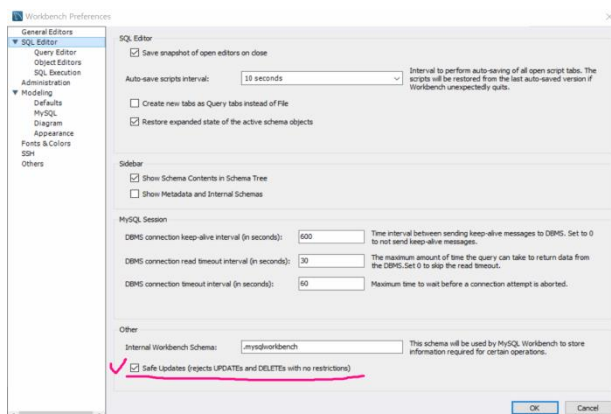 Workbench Preferences
General Editors
SQL Editor
Query Editor
Object Editors
SQL Execution
Administration
Modeling
Defaults
MySQL
Diagram
Appearance
Fonts & Colors
SSH
Others
SQL Editor
Save snapshot of open editors on close
Auto-save scripts interval:
10 seconds
Interval to perform auto-saving of all open script tabs. The
scripts will be restored from the last auto-saved version if
Workbench unexpectedly quits.
Create new tabs as Query tabs instead of File
Restore expanded state of the active schema objects
Sidebar
Show Schema Contents in Schema Tree
Show Metadata and Internal Schemas
MySQL Session
DBMS connection keep-alive interval (in seconds):
600
Time interval between sending keep-alive messages to DBMS. Set to 0
to not send keep-alive messages.
DBMS connection read timeout interval (in seconds):
30
The maximum amount of time the query can take to return data from
the DBMS.Set 0 to skip the read timeout.
DBMS connection timeout interval (in seconds):
60
Maximum time to wait before a connection attempt is aborted.
Other
Internal Workbench Schema:
.mysqlworkbench
This schema will be used by MySQL Workbench to store
information required for certain operations.
Safe Updates (rejects UPDATEs and DELETEs with no restrictions)
OK
Cancel